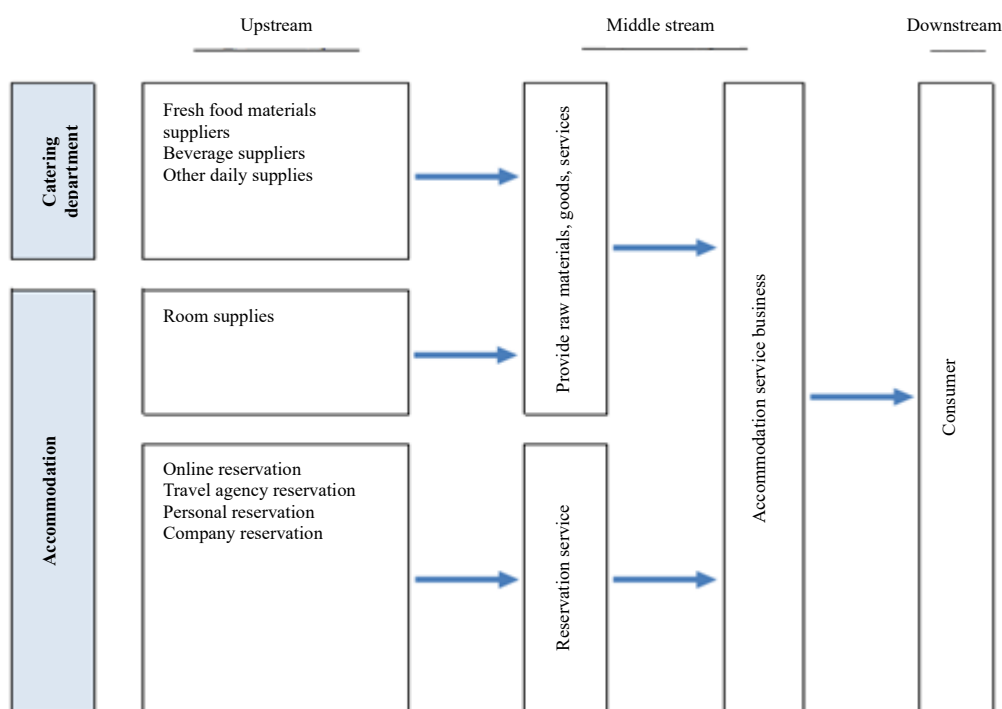 Upstream
Middle stream
Downstream
Catering
department
Fresh food materials
suppliers
Beverage suppliers
Other daily supplies
Provide raw materials, goods, services
Accommodation service business
Consumer
Accommodation
Room supplies
Online reservation
Travel agency reservation
Personal reservation
Company reservation
Reservation service